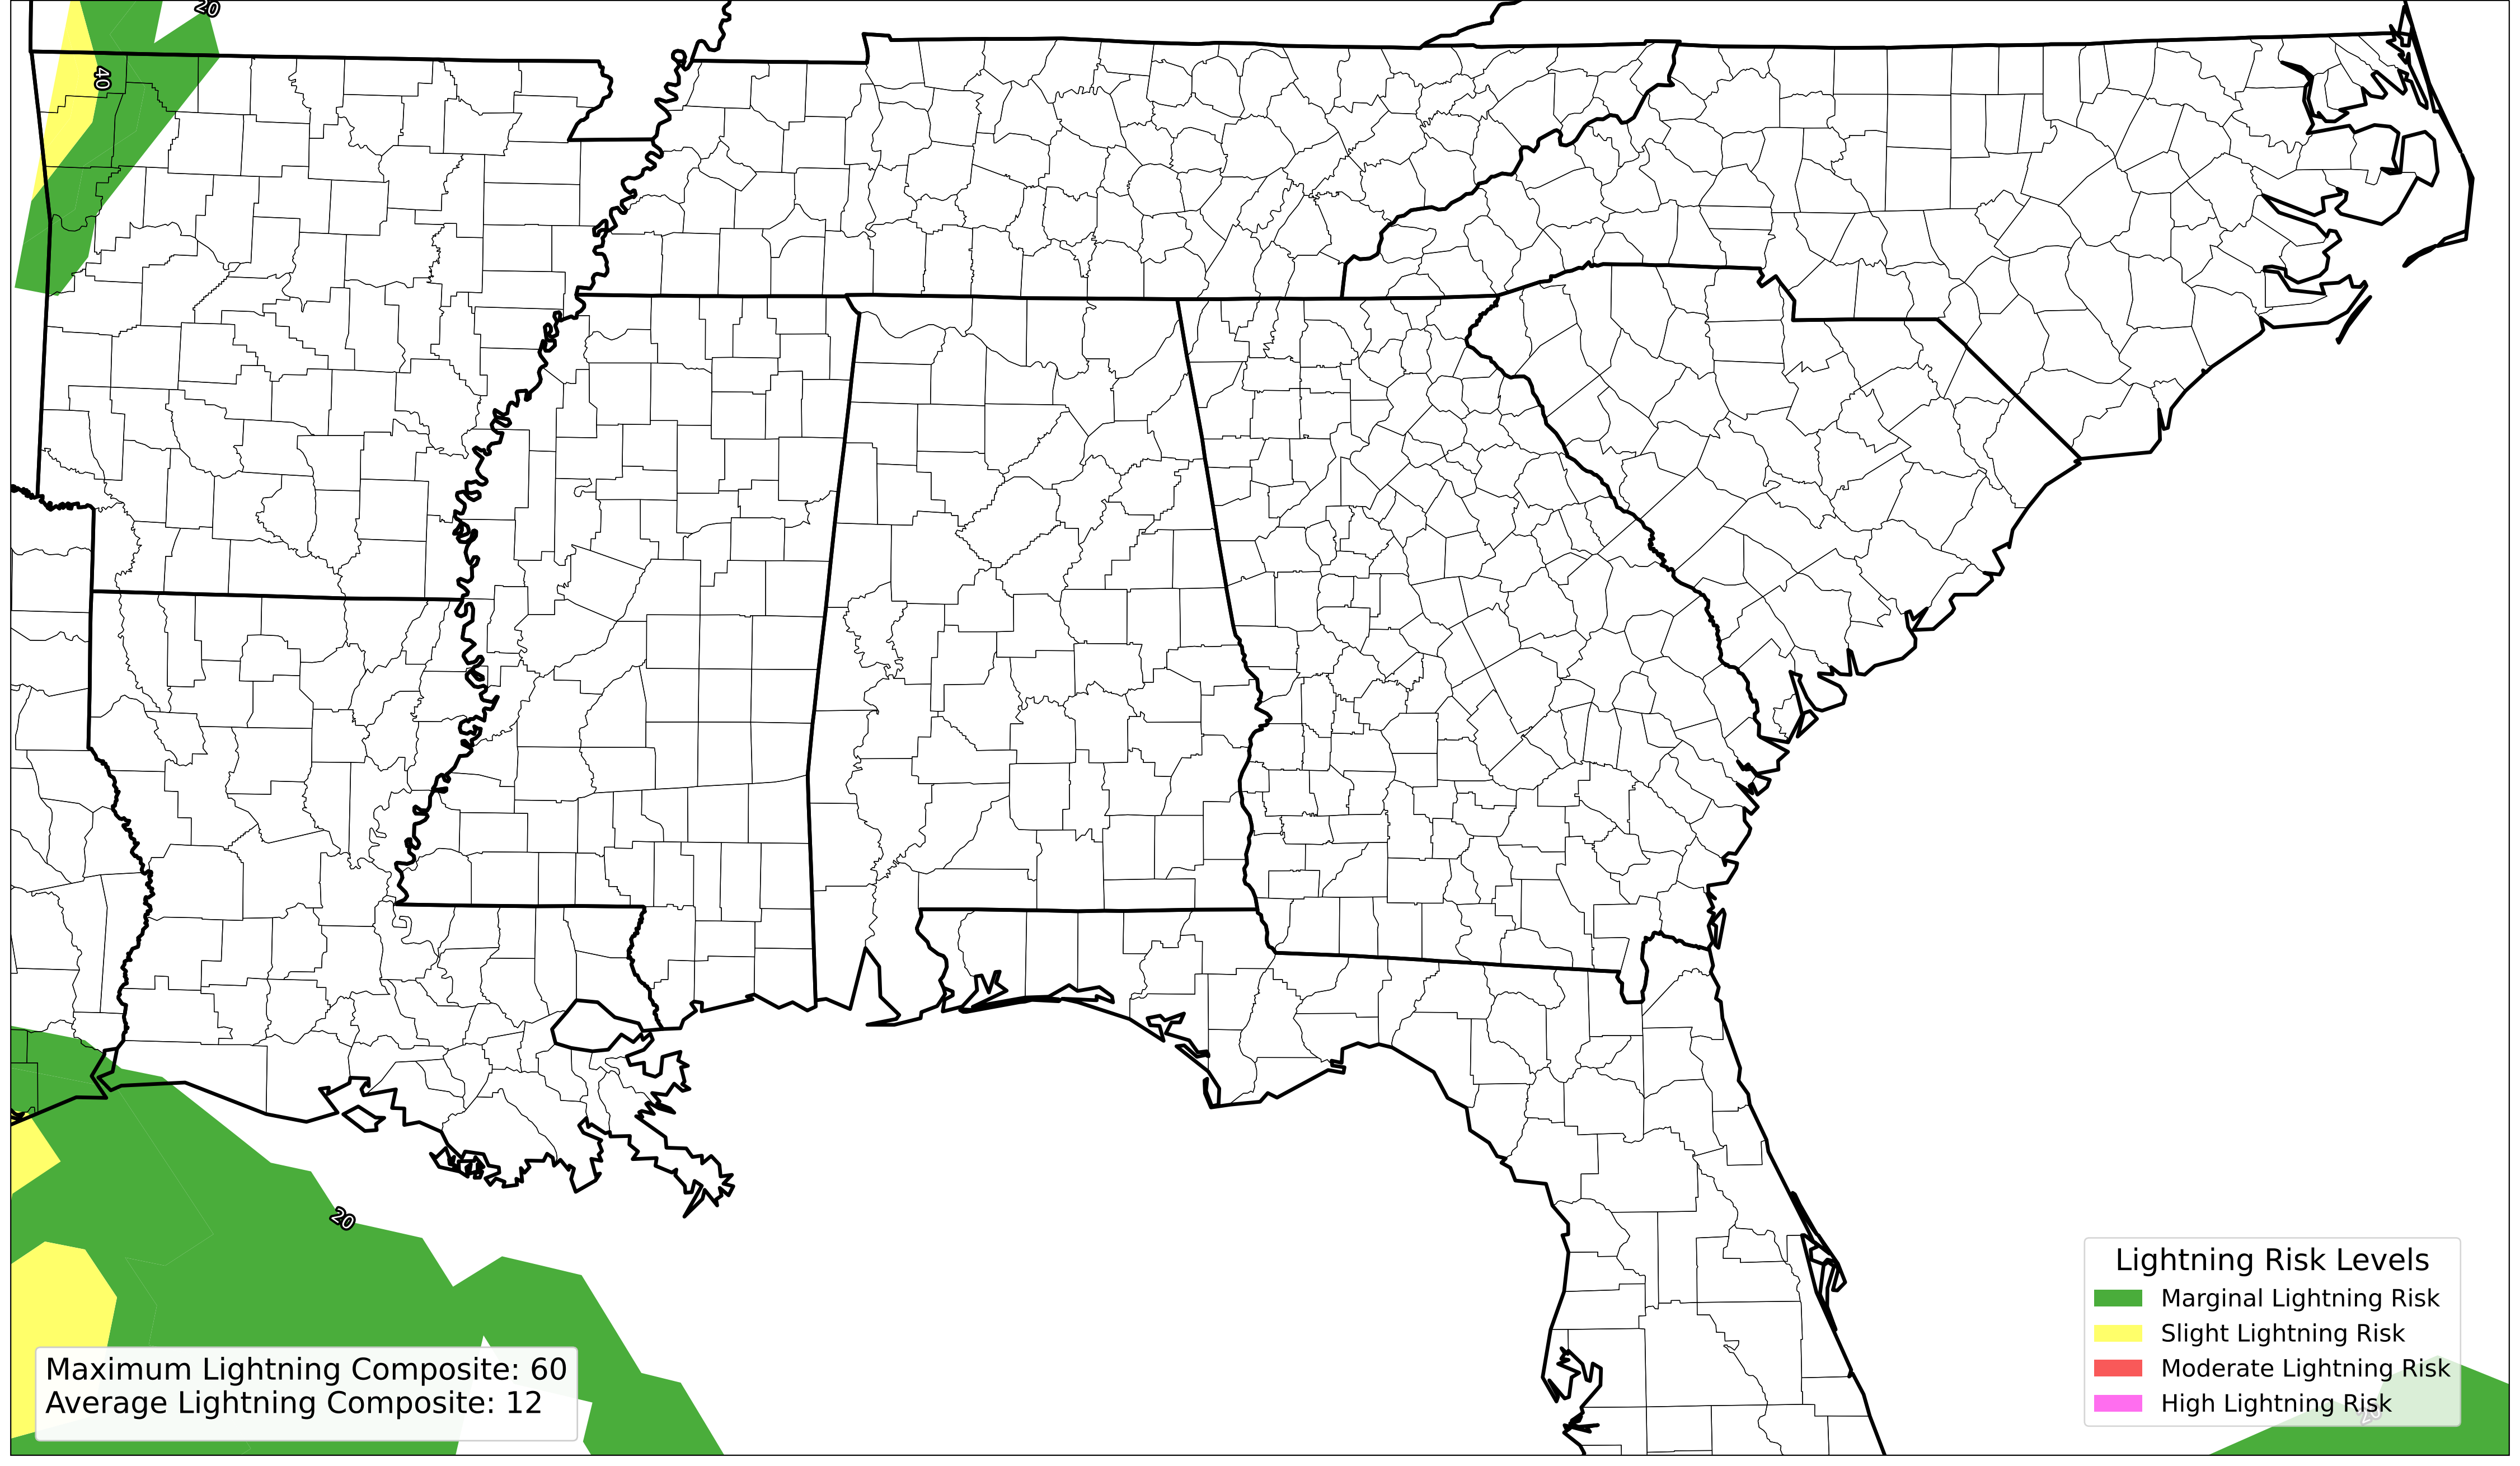 20
40
20
Lightning Risk Levels
Marginal Lightning Risk
Slight Lightning Risk
Moderate Lightning Risk
High Lightning Risk
20
Maximum Lightning Composite: 60
Average Lightning Composite: 12